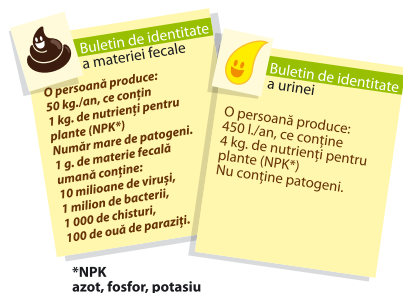 Buletin de identitate
a materiei fecale
O persoană produce:
50 kg./an, ce conțin
1 kg. de nutrienți pentru
plante (NPK*)
Număr mare de patogeni.
1 g. de materie fecală
umană conține:
10 milioane de viruși,
1 milion de bacterii,
1 000 de chisturi,
100 de ouă de paraziți.
Buletin de identitate
a urinei
O persoană produce:
450 l./an, ce conține
4 kg. de nutrienți pentru
plante (NPK*)
Nu conține patogeni.
*NPK
azot, fosfor, potasiu